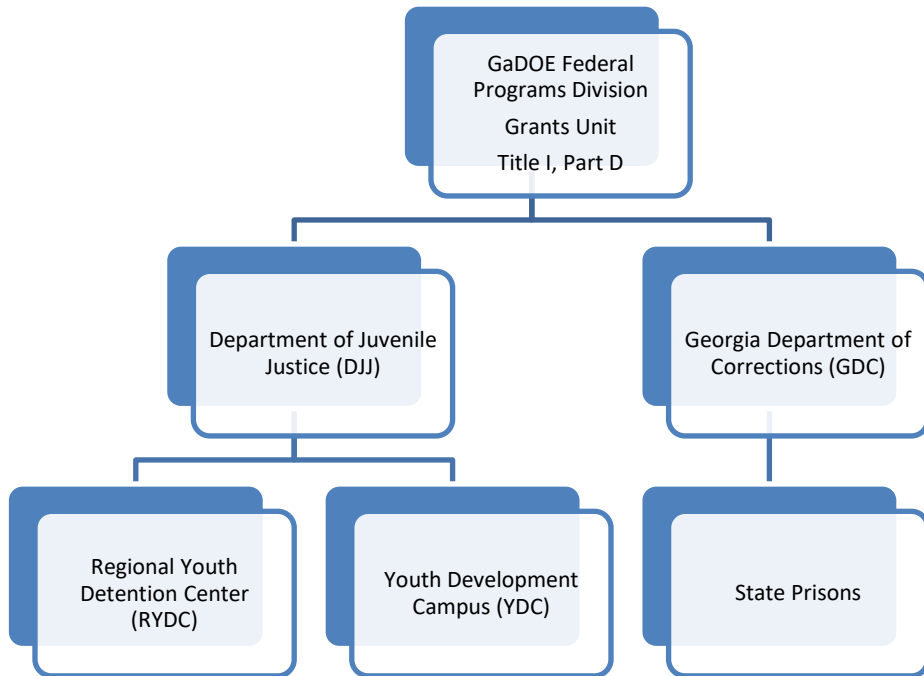 GaDOE Federal
Programs Division
Grants Unit
Title I, Part D
Department of Juvenile
Justice (DJJ)
Georgia Department of
Corrections (GDC)
Regional Youth
Detention Center
(RYDC)
Youth Development
Campus (YDC)
State Prisons